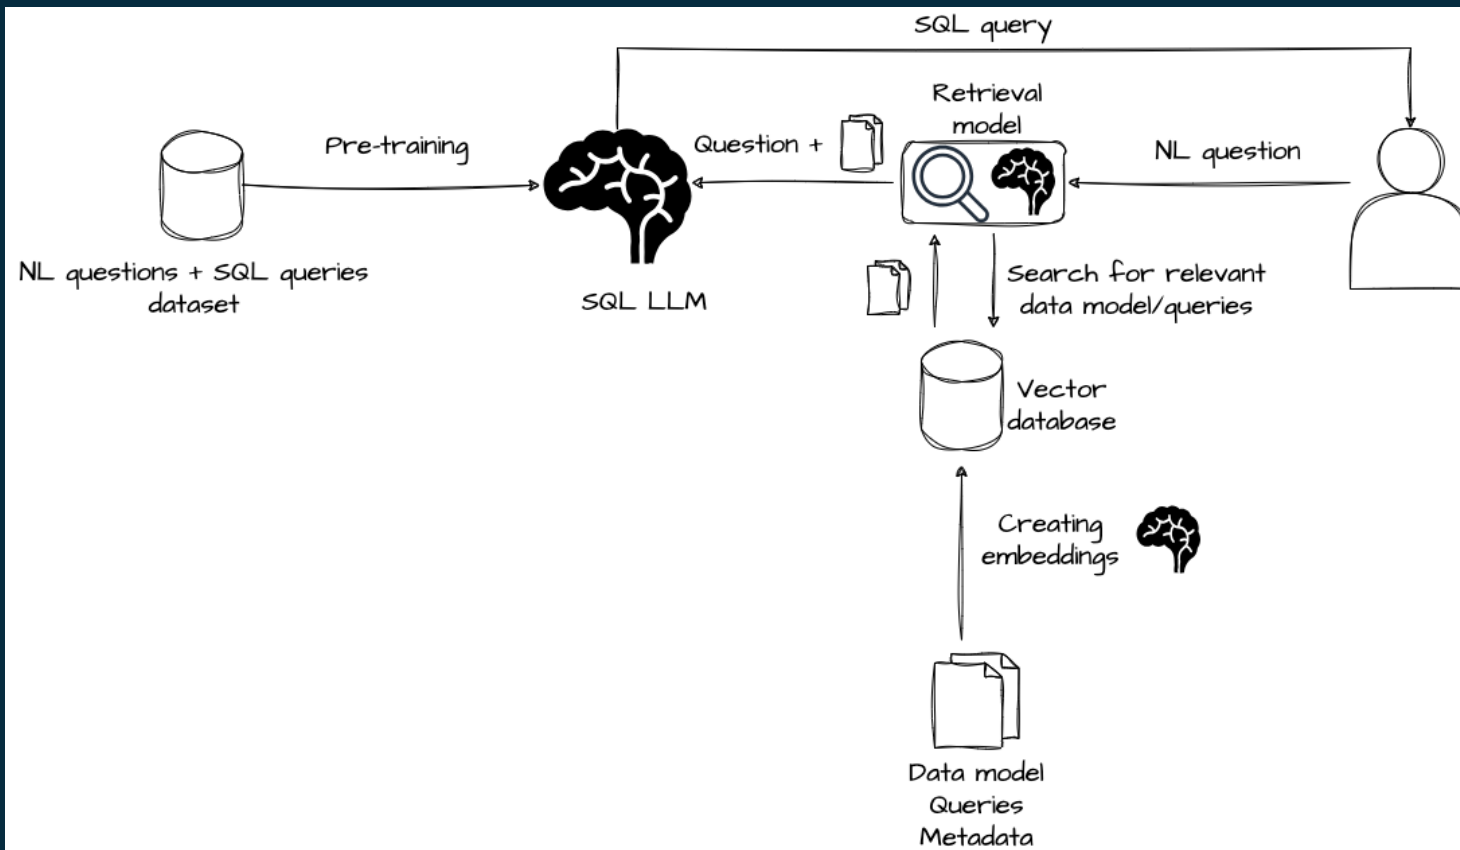 SQL query
Retrieval
model
Pre-training
Question +
NL question
NL questions + SQL queries
dataset
SQL LLM
Search for relevant
data model/queries
Vector
database
Creating
embeddings
Data model
Queries
Metadata